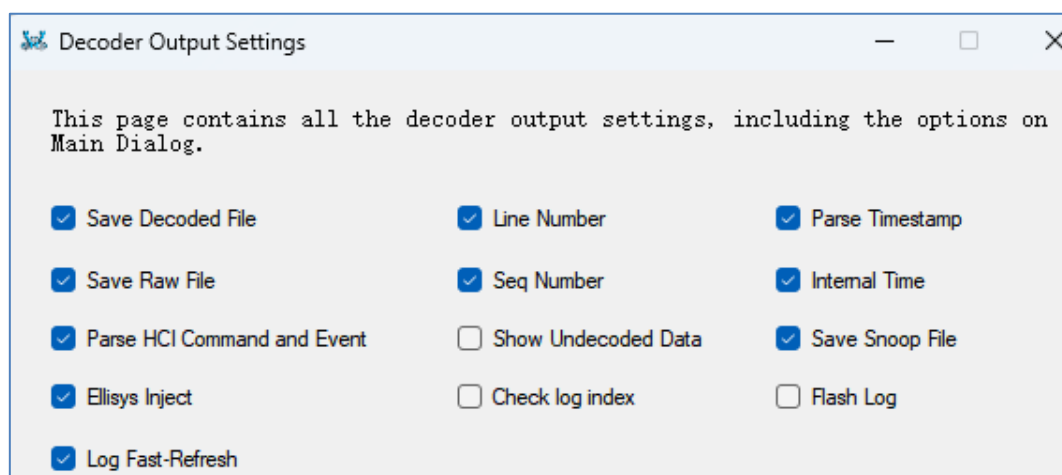 Decoder Output Settings
This page contains all the decoder output settings, including the options on
Main Dialog.
Save Decoded File
Line Number
Parse Timestamp
Save Raw File
Seq Number
Internal Time
Parse HCI Command and Event
Show Undecoded Data
Save Snoop File
Ellisys Inject
Check log index
Flash Log
Log Fast-Refresh